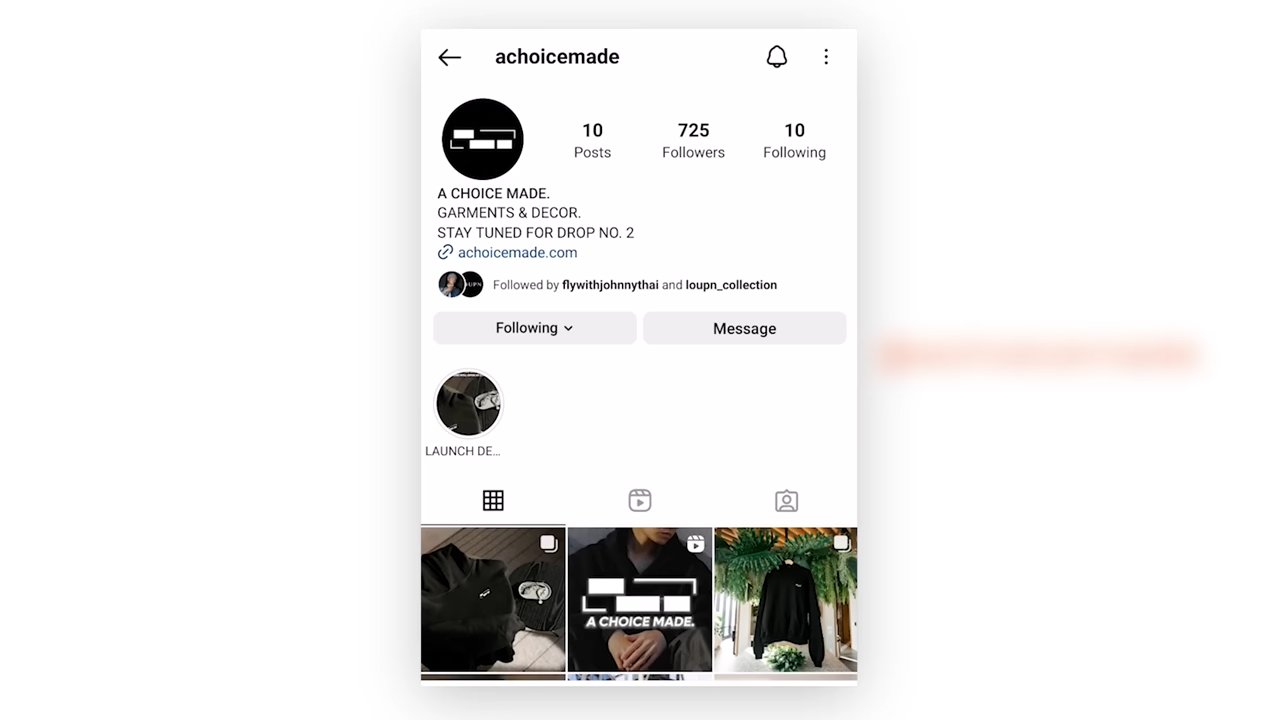 achoicemade
10 725 10
Posts Followers Following
A CHOICE MADE.
GARMENTS & DECOR.
STAY TUNED FOR DROP NO. 2
achoicemade.com
Followed by flywithjohnnythai and loupn_collection
Following Message
LAUNCH DE...
A CHOICE MADE.